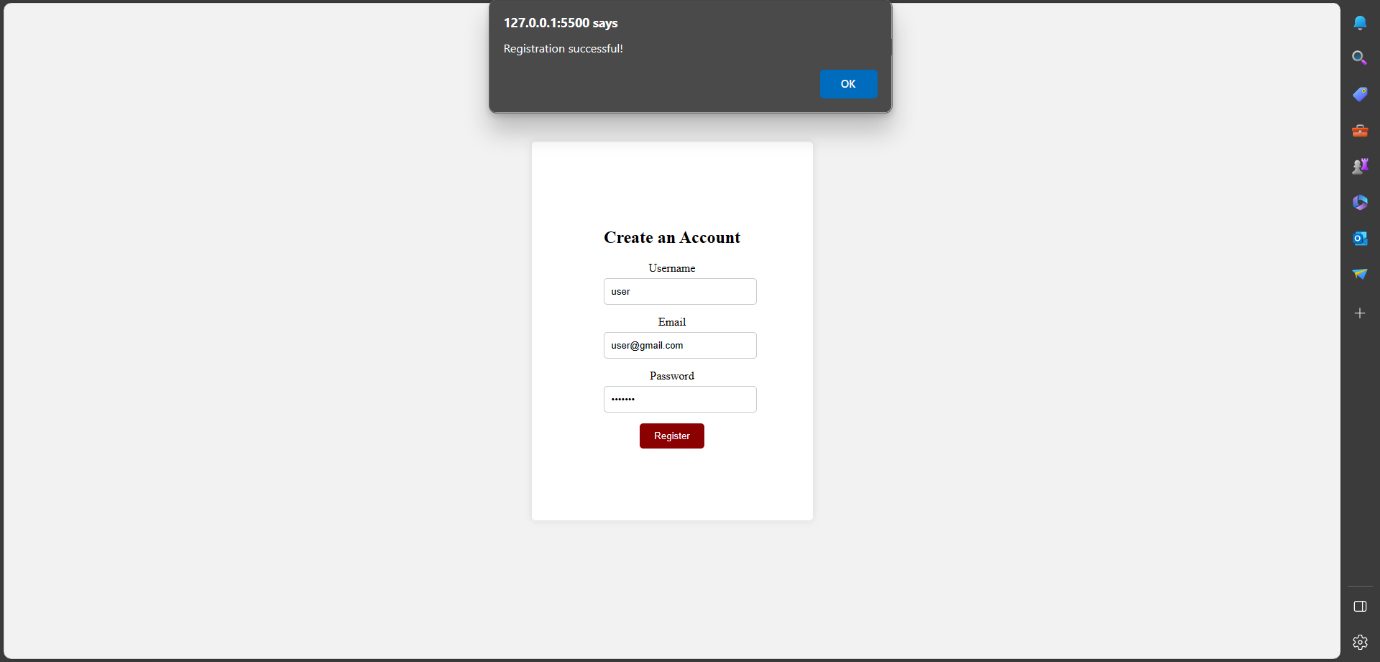 127.0.0.1:5500 says
Registration successful!
OK
Create an Account
Username
user
Email
user@gmail.com
Password
•••••••
Register